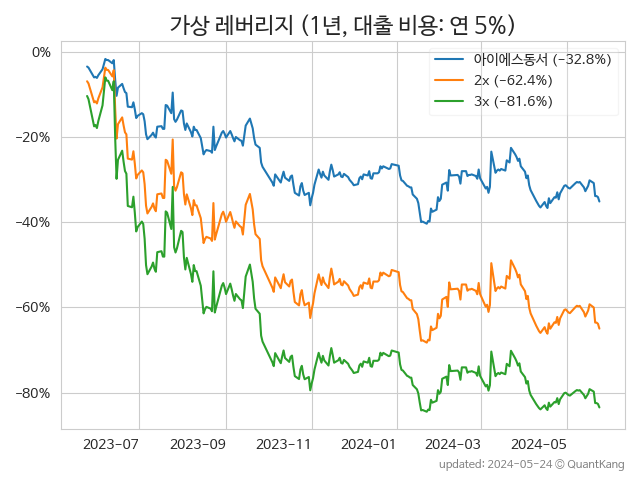 가상 레버리지 (1년, 대출 비용: 연 5%)
아이에스동서 (−32.8%)
2x (−62.4%)
3x (−81.6%)
0%
−20%
−40%
−60%
−80%
2023-07 2023-09 2023-11 2024-01 2024-03 2024-05
updated: 2024-05-24 © QuantKang